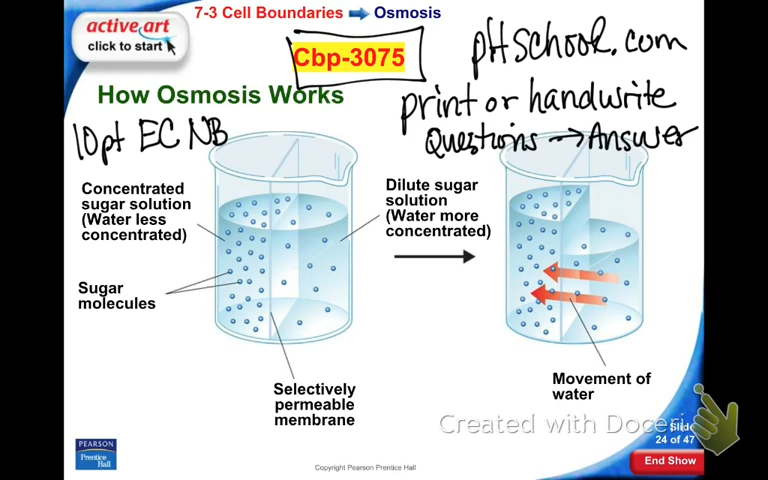 active art
click to start
7-3 Cell Boundaries
Osmosis
Cbp-3075
pHschool.com
How Osmosis Works
print or handwrite
10pt EC NB
Questions → Answer
Concentrated
sugar solution
(Water less
concentrated)
Dilute sugar
solution
(Water more
concentrated)
Sugar
molecules
Selectively
permeable
membrane
Movement of
water
Created with Doceri
Slide
24 of 47
End Show
PEARSON
Prentice
Hall
Copyright Pearson Prentice Hall